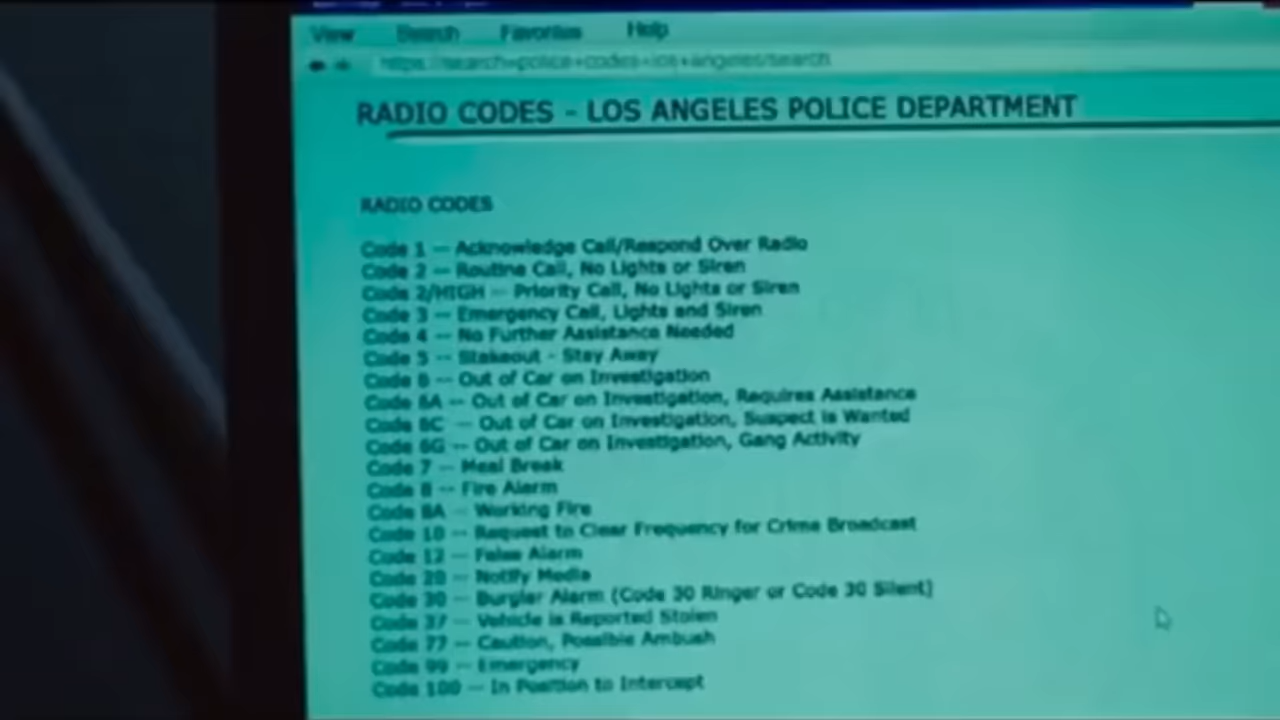 View Search Favorites Help
https://search+police+codes+los+angeles/search
RADIO CODES - LOS ANGELES POLICE DEPARTMENT
RADIO CODES
Code 1 -- Acknowledge Call/Respond Over Radio
Code 2 -- Routine Call, No Lights or Siren
Code 2/HIGH -- Priority Call, No Lights or Siren
Code 3 -- Emergency Call, Lights and Siren
Code 4 -- No Further Assistance Needed
Code 5 -- Stakeout - Stay Away
Code 6 -- Out of Car on Investigation
Code 6A -- Out of Car on Investigation, Requires Assistance
Code 6C -- Out of Car on Investigation, Suspect is Wanted
Code 6G -- Out of Car on Investigation, Gang Activity
Code 7 -- Meal Break
Code 8 -- Fire Alarm
Code 8A -- Working Fire
Code 10 -- Request to Clear Frequency for Crime Broadcast
Code 12 -- False Alarm
Code 20 -- Notify Media
Code 30 -- Burglar Alarm (Code 30 Ringer or Code 30 Silent)
Code 37 -- Vehicle is Reported Stolen
Code 77 -- Caution, Possible Ambush
Code 99 -- Emergency
Code 100 -- In Position to Intercept